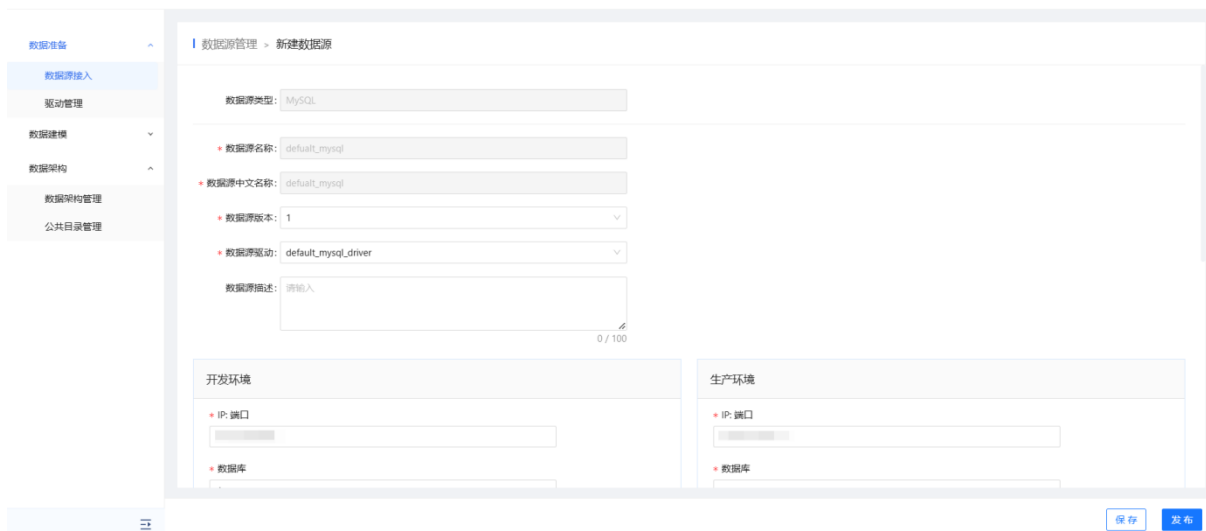 数据准备
数据源接入
驱动管理
数据建模
数据架构
数据架构管理
公共目录管理
数据源管理 > 新建数据源
数据源类型: MySQL
* 数据源名称: defualt_mysql
* 数据源中文名称: defualt_mysql
* 数据源版本: 1
* 数据源驱动: default_mysql_driver
数据源描述: 请输入
0 / 100
开发环境
* IP: 端口
* 数据库
生产环境
* IP: 端口
* 数据库
保存 发布